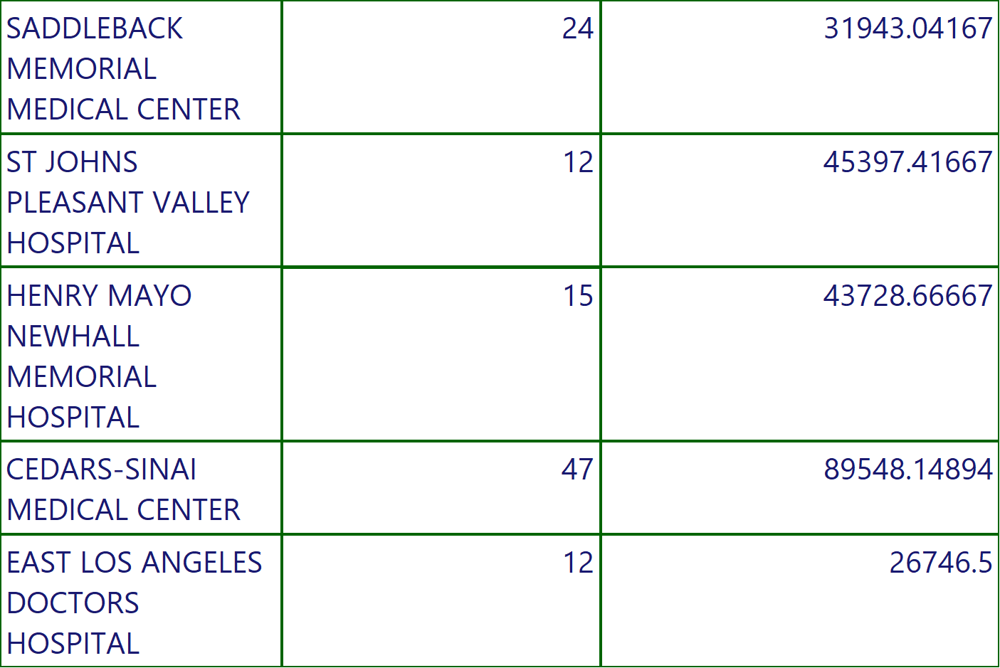 SADDLEBACK 24 31943.04167
MEMORIAL
MEDICAL CENTER
ST JOHNS 12 45397.41667
PLEASANT VALLEY
HOSPITAL
HENRY MAYO 15 43728.66667
NEWHALL
MEMORIAL
HOSPITAL
CEDARS-SINAI 47 89548.14894
MEDICAL CENTER
EAST LOS ANGELES 12 26746.5
DOCTORS
HOSPITAL